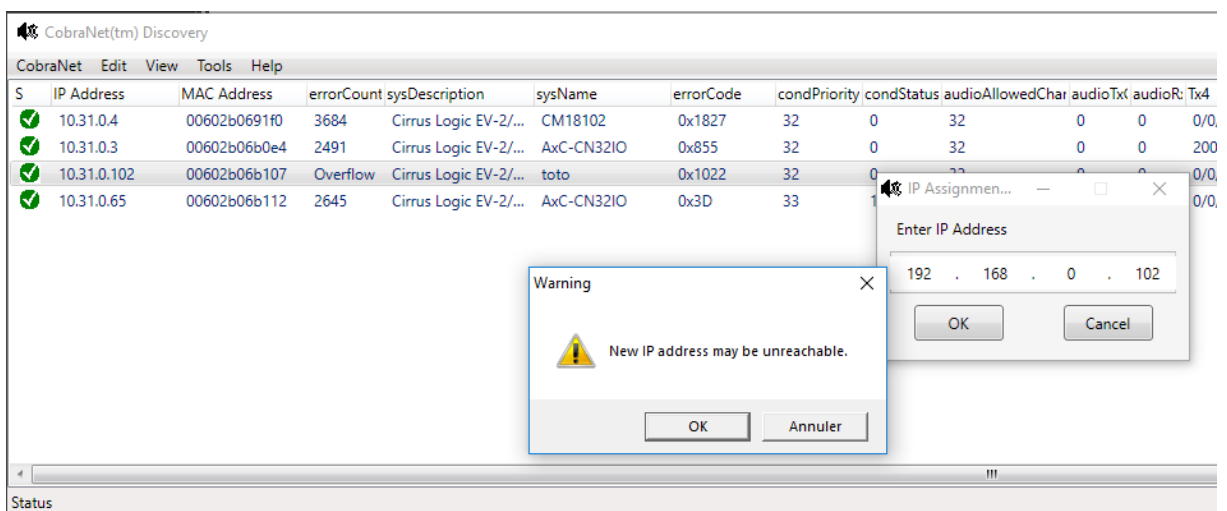 CobraNet(tm) Discovery
CobraNet Edit View Tools Help
S IP Address MAC Address errorCount sysDescription sysName errorCode condPriority condStatus audioAllowedChar audioTx( audioR: Tx4
10.31.0.4 00602b0691f0 3684 Cirrus Logic EV-2/... CM18102 0x1827 32 0 32 0 0 0/0,
10.31.0.3 00602b06b0e4 2491 Cirrus Logic EV-2/... AxC-CN32IO 0x855 32 0 32 0 0 200
10.31.0.102 00602b06b107 Overflow Cirrus Logic EV-2/... toto 0x1022 32 0 32 0 0 0/0,
10.31.0.65 00602b06b112 2645 Cirrus Logic EV-2/... AxC-CN32IO 0x3D 33 1 0/0,
IP Assignmen...
Enter IP Address
192 . 168 . 0 . 102
OK Cancel
Warning
New IP address may be unreachable.
OK Annuler
Status